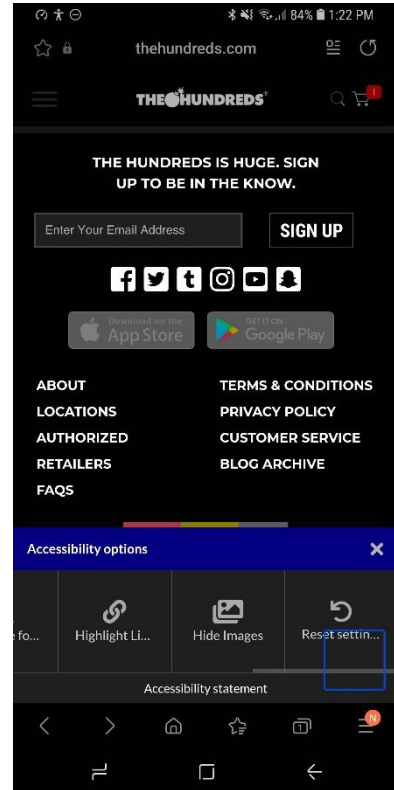 84% 1:22 PM
thehundreds.com
THE HUNDREDS
1
THE HUNDREDS IS HUGE. SIGN
UP TO BE IN THE KNOW.
Enter Your Email Address
SIGN UP
Download on the
App Store
GET IT ON
Google Play
ABOUT
LOCATIONS
AUTHORIZED
RETAILERS
FAQS
TERMS & CONDITIONS
PRIVACY POLICY
CUSTOMER SERVICE
BLOG ARCHIVE
Accessibility options
fo...
Highlight Li...
Hide Images
Reset settin...
Accessibility statement
1
N